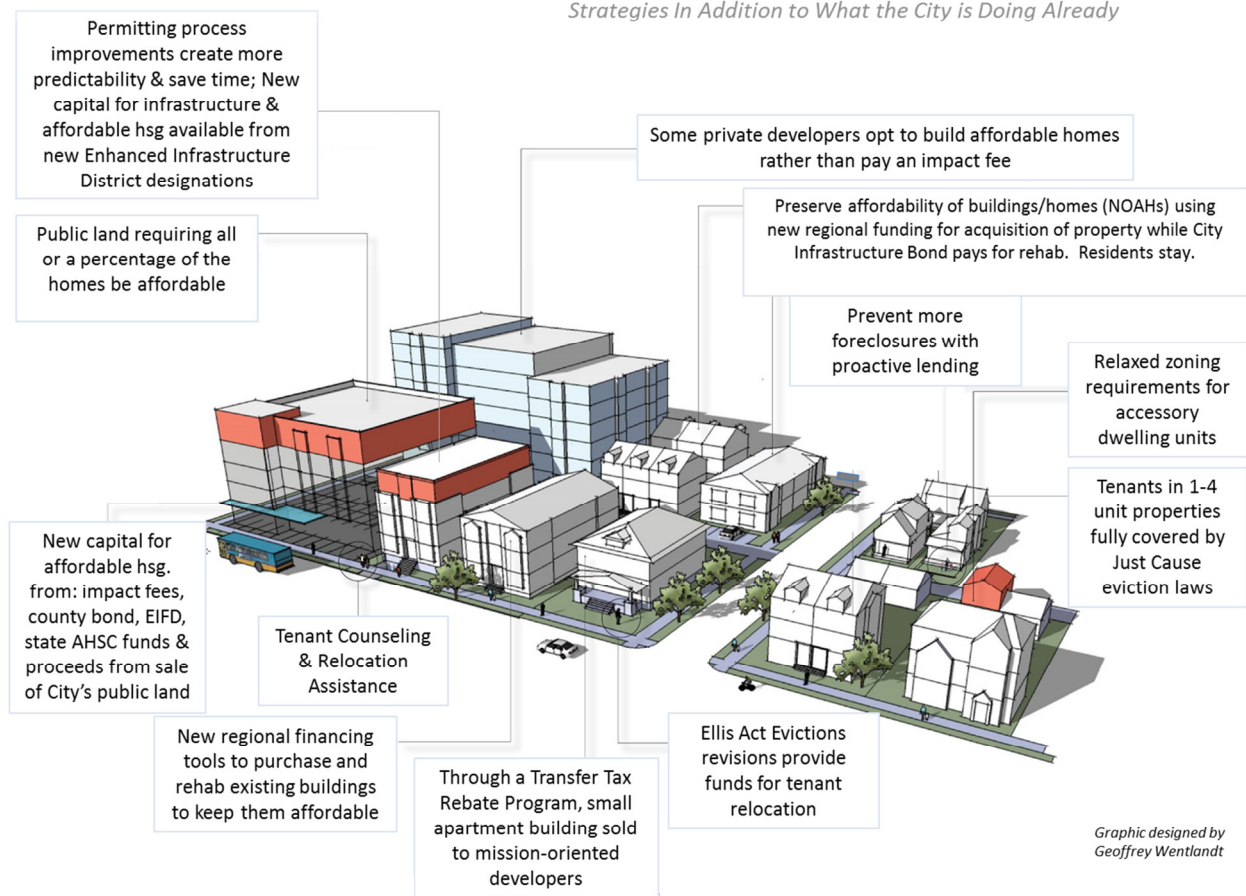 Strategies In Addition to What the City is Doing Already
Permitting process
improvements create more
predictability & save time; New
capital for infrastructure &
affordable hsg available from
new Enhanced Infrastructure
District designations
Some private developers opt to build affordable homes
rather than pay an impact fee
Preserve affordability of buildings/homes (NOAHs) using
new regional funding for acquisition of property while City
Infrastructure Bond pays for rehab.  Residents stay.
Public land requiring all
or a percentage of the
homes be affordable
Prevent more
foreclosures with
proactive lending
Relaxed zoning
requirements for
accessory
dwelling units
Tenants in 1-4
unit properties
fully covered by
Just Cause
eviction laws
New capital for
affordable hsg.
from: impact fees,
county bond, EIFD,
state AHSC funds &
proceeds from sale
of City's public land
Tenant Counseling
& Relocation
Assistance
New regional financing
tools to purchase and
rehab existing buildings
to keep them affordable
Through a Transfer Tax
Rebate Program, small
apartment building sold
to mission-oriented
developers
Ellis Act Evictions
revisions provide
funds for tenant
relocation
Graphic designed by
Geoffrey Wentlandt